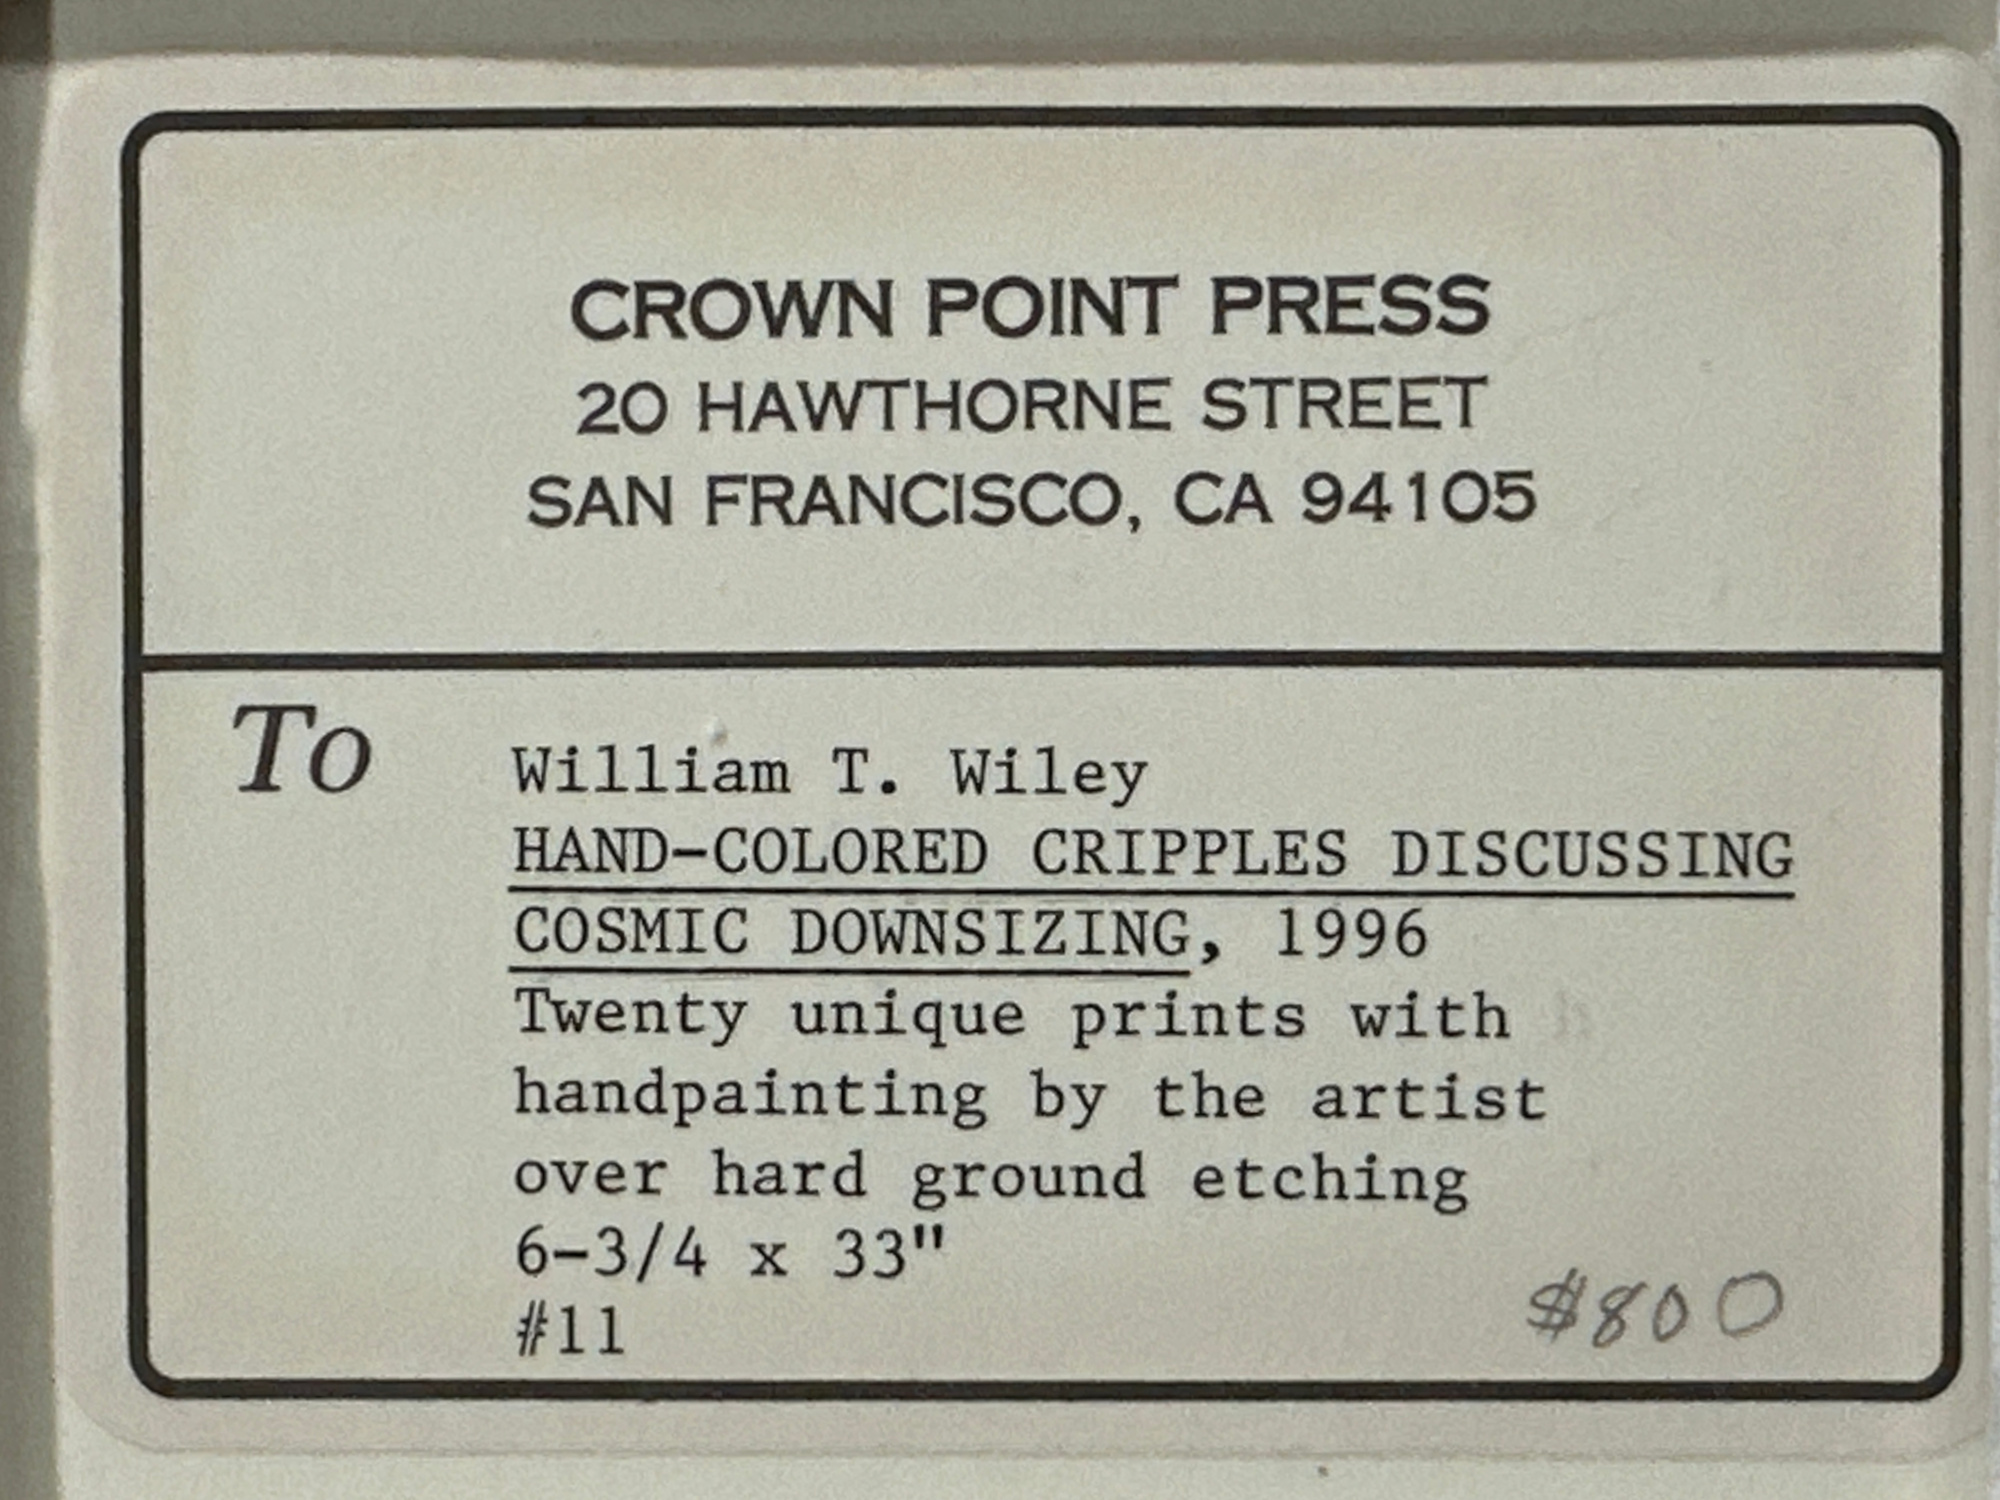 CROWN POINT PRESS
20 HAWTHORNE STREET
SAN FRANCISCO, CA 94105
To
William T. Wiley
HAND-COLORED CRIPPLES DISCUSSING
COSMIC DOWNSIZING, 1996
Twenty unique prints with
handpainting by the artist
over hard ground etching
6-3/4 x 33"
#11
$800